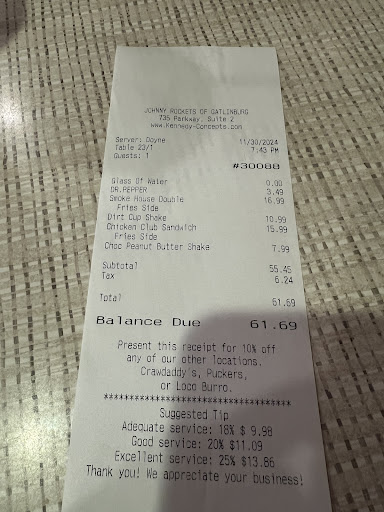 JOHNNY ROCKETS OF GATLINBURG
735 Parkway, Suite 2
www.Kennedy-Concepts.com
Server: Doyne 11/30/2024
Table 23/1 7:43 PM
Guests: 1
#30088
Glass Of Water 0.00
DR.PEPPER 3.49
Smoke House Double 16.99
Fries Side
Dirt Cup Shake 10.99
Chicken Club Sandwich 15.99
Fries Side
Choc Peanut Butter Shake 7.99
Subtotal 55.45
Tax 6.24
Total 61.69
Balance Due 61.69
Present this receipt for 10% off
any of our other locations.
Crawdaddy's, Puckers,
or Loco Burro.
************************************
Suggested Tip
Adequate service: 18% $ 9.98
Good service: 20% $11.09
Excellent service: 25% $13.86
Thank you! We appreciate your business!